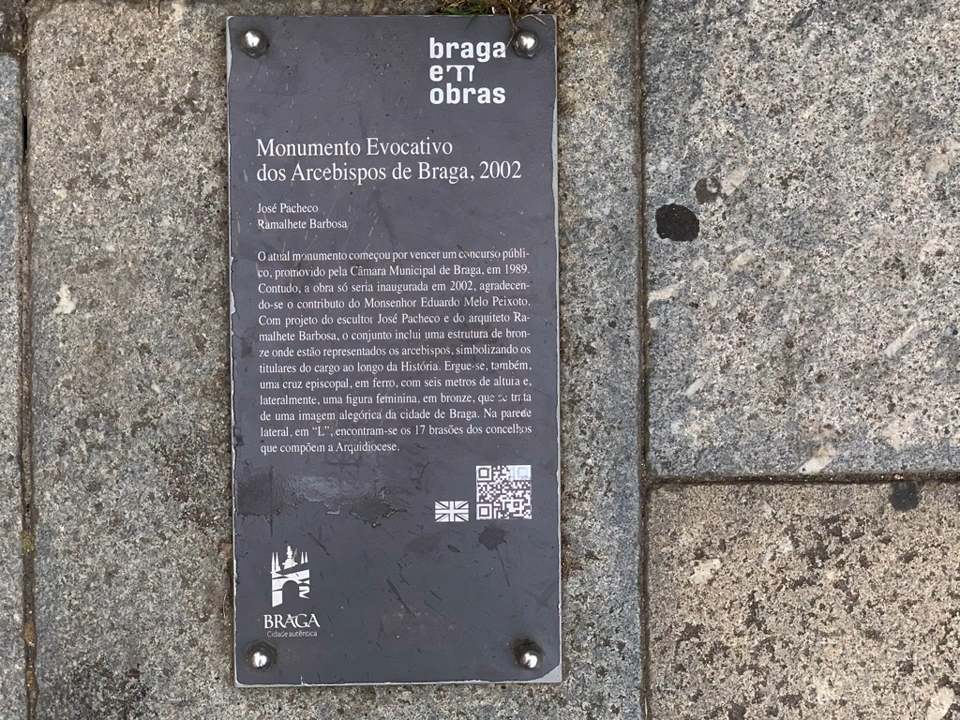 braga
em
obras
Monumento Evocativo
dos Arcebispos de Braga, 2002
José Pacheco
Ramalhete Barbosa
O atual monumento começou por vencer um concurso públi-
co, promovido pela Câmara Municipal de Braga, em 1989.
Contudo, a obra só seria inaugurada em 2002, agradecen-
do-se o contributo do Monsenhor Eduardo Melo Peixoto.
Com projeto do escultor José Pacheco e do arquiteto Ra-
malhete Barbosa, o conjunto inclui uma estrutura de bron-
ze onde estão representados os arcebispos, simbolizando os
titulares do cargo ao longo da História. Ergue-se, também,
uma cruz episcopal, em ferro, com seis metros de altura e,
lateralmente, uma figura feminina, em bronze, que se trata
de uma imagem alegórica da cidade de Braga. Na parede
lateral, em “L”, encontram-se os 17 brasões dos concelhos
que compõem a Arquidiocese.
BRAGA
Cidade autêntica